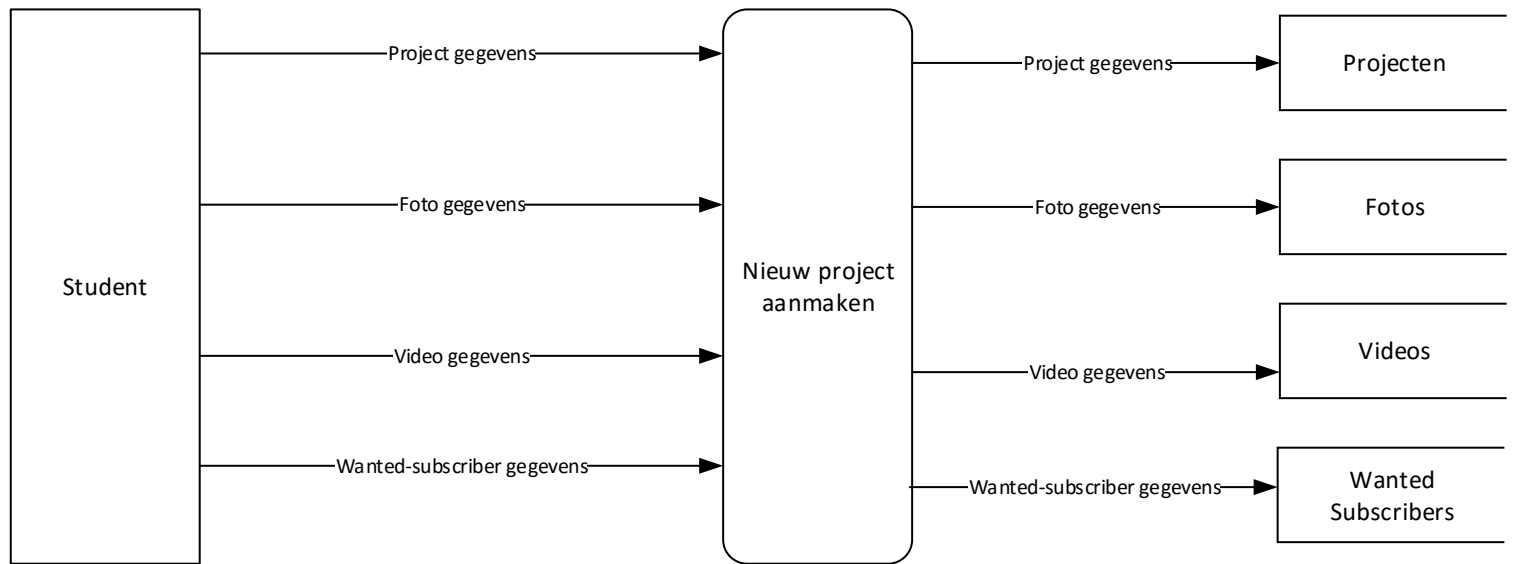 Student
Project gegevens
Foto gegevens
Video gegevens
Wanted-subscriber gegevens
Nieuw project
aanmaken
Project gegevens
Foto gegevens
Video gegevens
Wanted-subscriber gegevens
Projecten
Fotos
Videos
Wanted
Subscribers